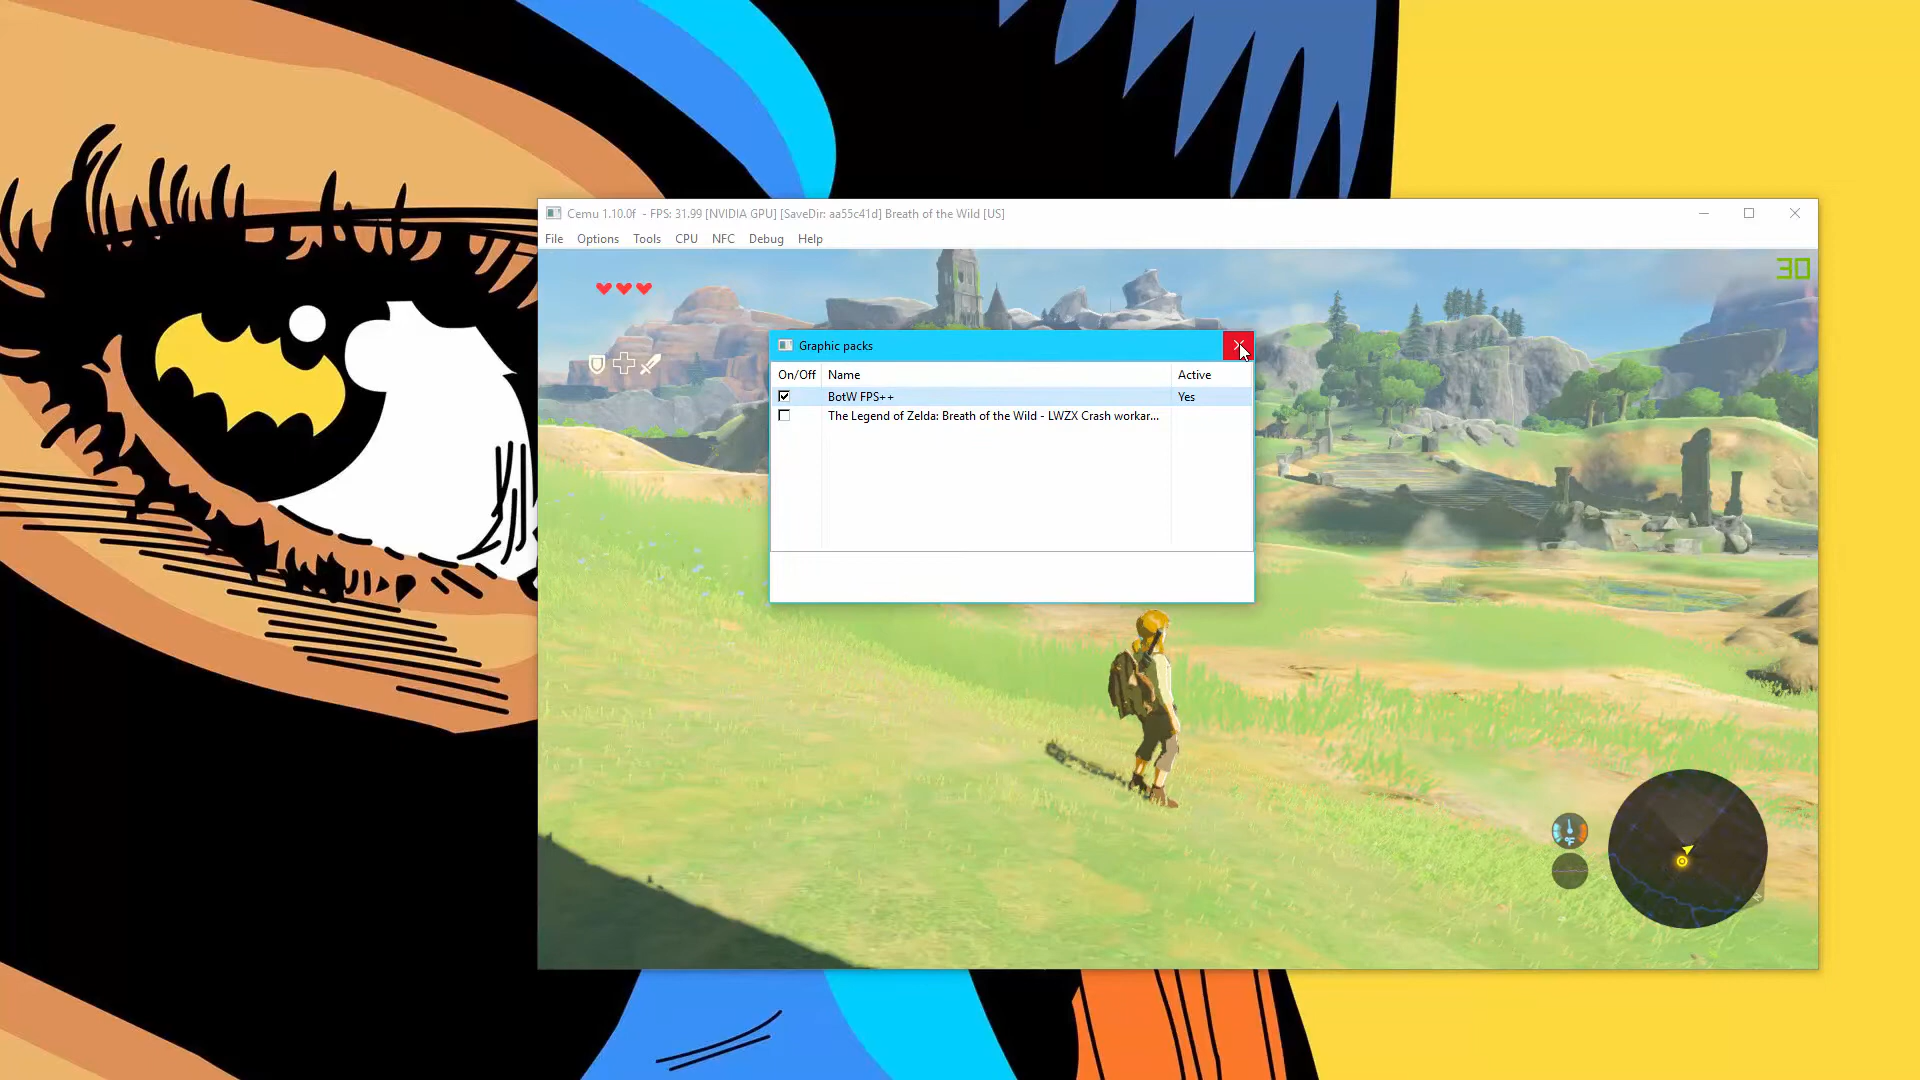 Cemu 1.10.0f - FPS: 31.99 [NVIDIA GPU] [SaveDir: aa55c41d] Breath of the Wild [US]
File Options Tools CPU NFC Debug Help
30
Graphic packs
On/Off Name Active
BotW FPS++ Yes
The Legend of Zelda: Breath of the Wild - LWZX Crash workar...
°F